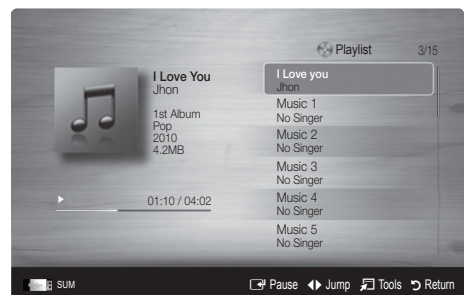 Playlist 3/15
I Love You
Jhon
1st Album
Pop
2010
4.2MB
01:10 / 04:02
I Love you
Jhon
Music 1
No Singer
Music 2
No Singer
Music 3
No Singer
Music 4
No Singer
Music 5
No Singer
SUM
Pause Jump Tools Return